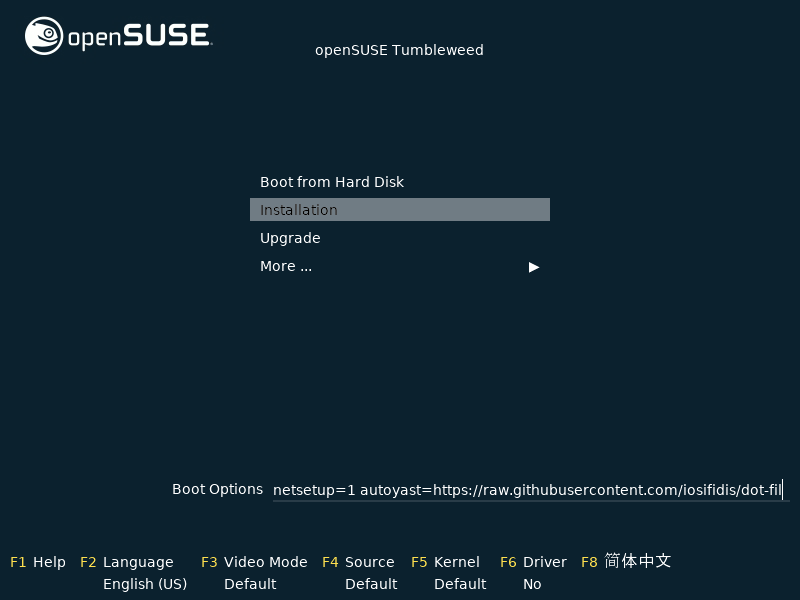 openSUSE.
openSUSE Tumbleweed
Boot from Hard Disk
Installation
Upgrade
More ... ▶
Boot Options netsetup=1 autoyast=https://raw.githubusercontent.com/iosifidis/dot-fil
F1 Help F2 Language F3 Video Mode F4 Source F5 Kernel F6 Driver F8 简体中文
English (US) Default Default Default No